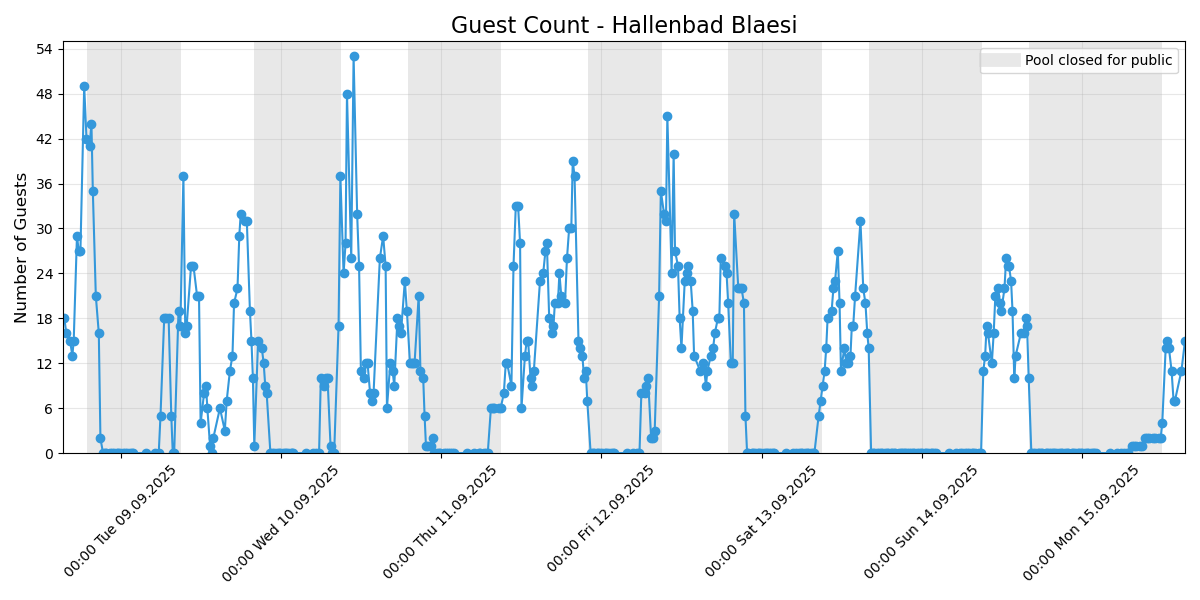 Guest Count - Hallenbad Blaesi
Pool closed for public
Number of Guests
54
48
42
36
30
24
18
12
6
0
00:00 Tue 09.09.2025
00:00 Wed 10.09.2025
00:00 Thu 11.09.2025
00:00 Fri 12.09.2025
00:00 Sat 13.09.2025
00:00 Sun 14.09.2025
00:00 Mon 15.09.2025